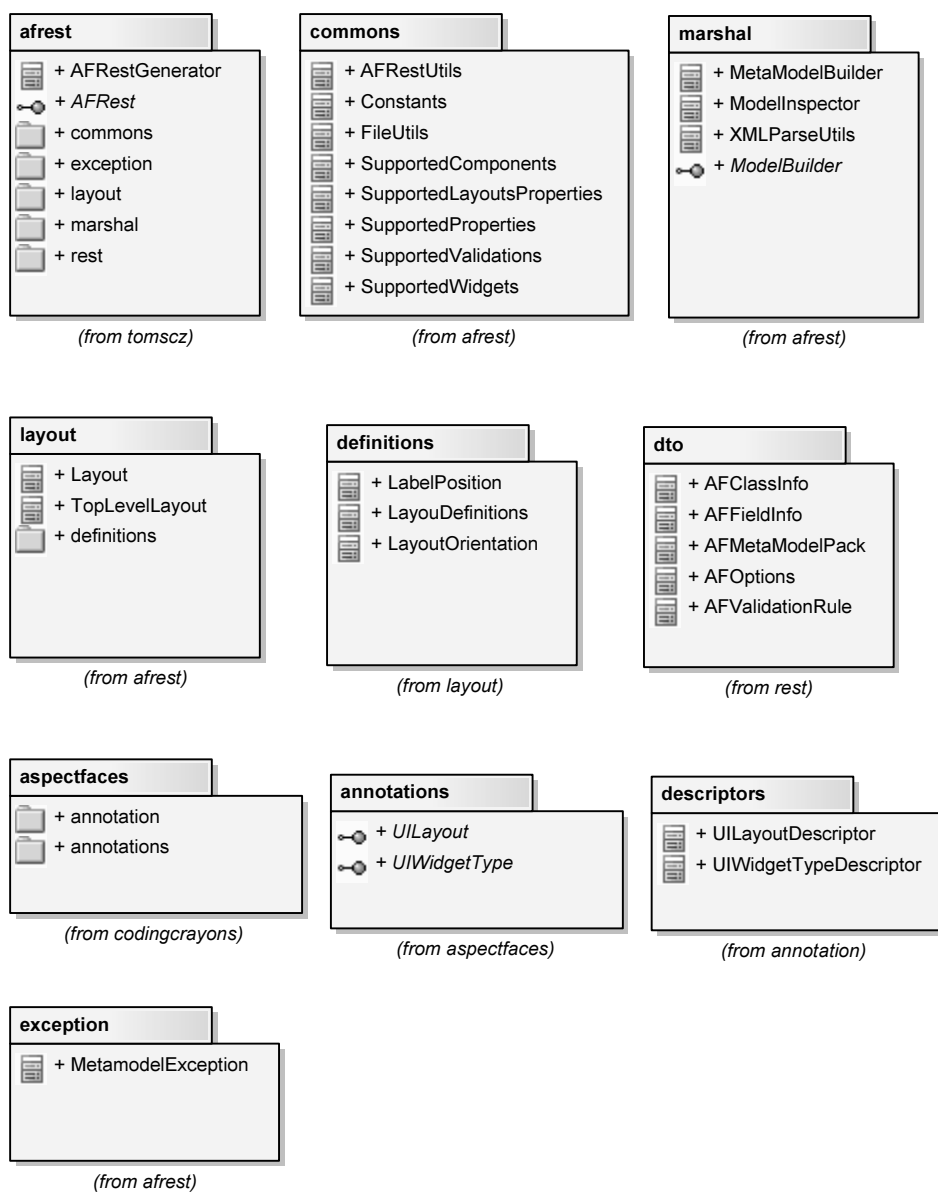 afrest
+ AFRestGenerator
+ AFRest
+ commons
+ exception
+ layout
+ marshal
+ rest
(from tomscz)
commons
+ AFRestUtils
+ Constants
+ FileUtils
+ SupportedComponents
+ SupportedLayoutsProperties
+ SupportedProperties
+ SupportedValidations
+ SupportedWidgets
(from afrest)
marshal
+ MetaModelBuilder
+ ModelInspector
+ XMLParseUtils
+ ModelBuilder
(from afrest)
layout
+ Layout
+ TopLevelLayout
+ definitions
(from afrest)
definitions
+ LabelPosition
+ LayouDefinitions
+ LayoutOrientation
(from layout)
dto
+ AFClassInfo
+ AFFieldInfo
+ AFMetaModelPack
+ AFOptions
+ AFValidationRule
(from rest)
aspectfaces
+ annotation
+ annotations
(from codingcrayons)
annotations
+ UILayout
+ UIWidgetType
(from aspectfaces)
descriptors
+ UILayoutDescriptor
+ UIWidgetTypeDescriptor
(from annotation)
exception
+ MetamodelException
(from afrest)